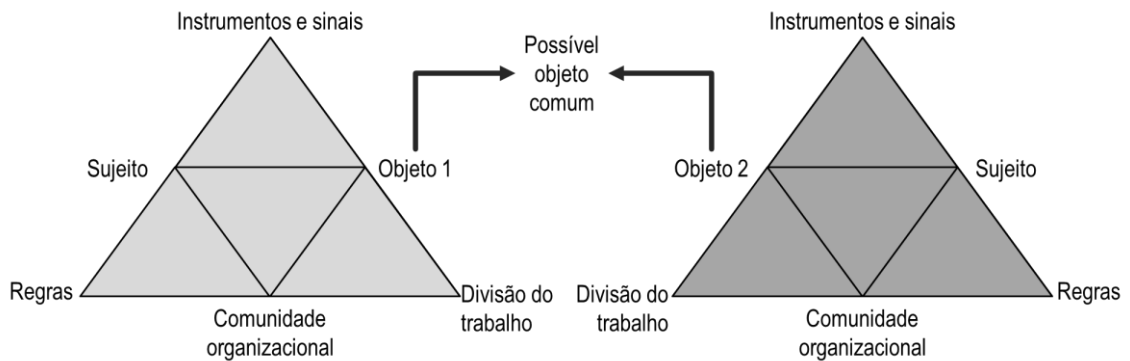 Instrumentos e sinais
Instrumentos e sinais
Possível
objeto
comum
Sujeito
Objeto 1
Objeto 2
Sujeito
Regras
Divisão do
trabalho
Divisão do
trabalho
Regras
Comunidade
organizacional
Comunidade
organizacional